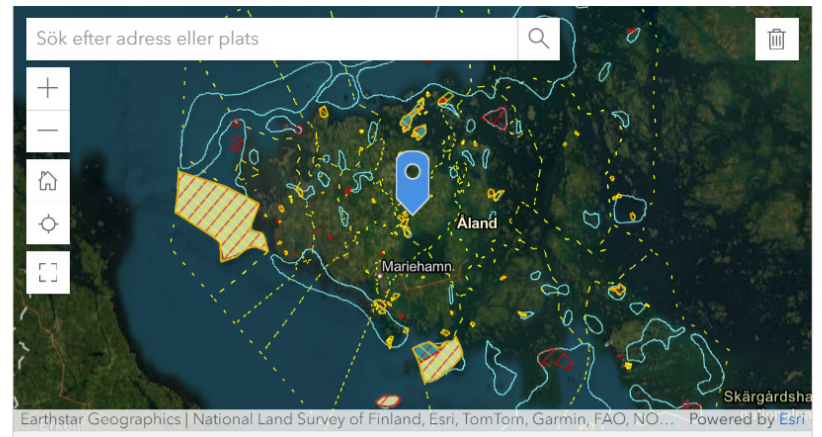 Sök efter adress eller plats
Åland
Mariehamn
Skärgårdsha
Earthstar Geographics | National Land Survey of Finland, Esri, TomTom, Garmin, FAO, NO... Powered by Esri